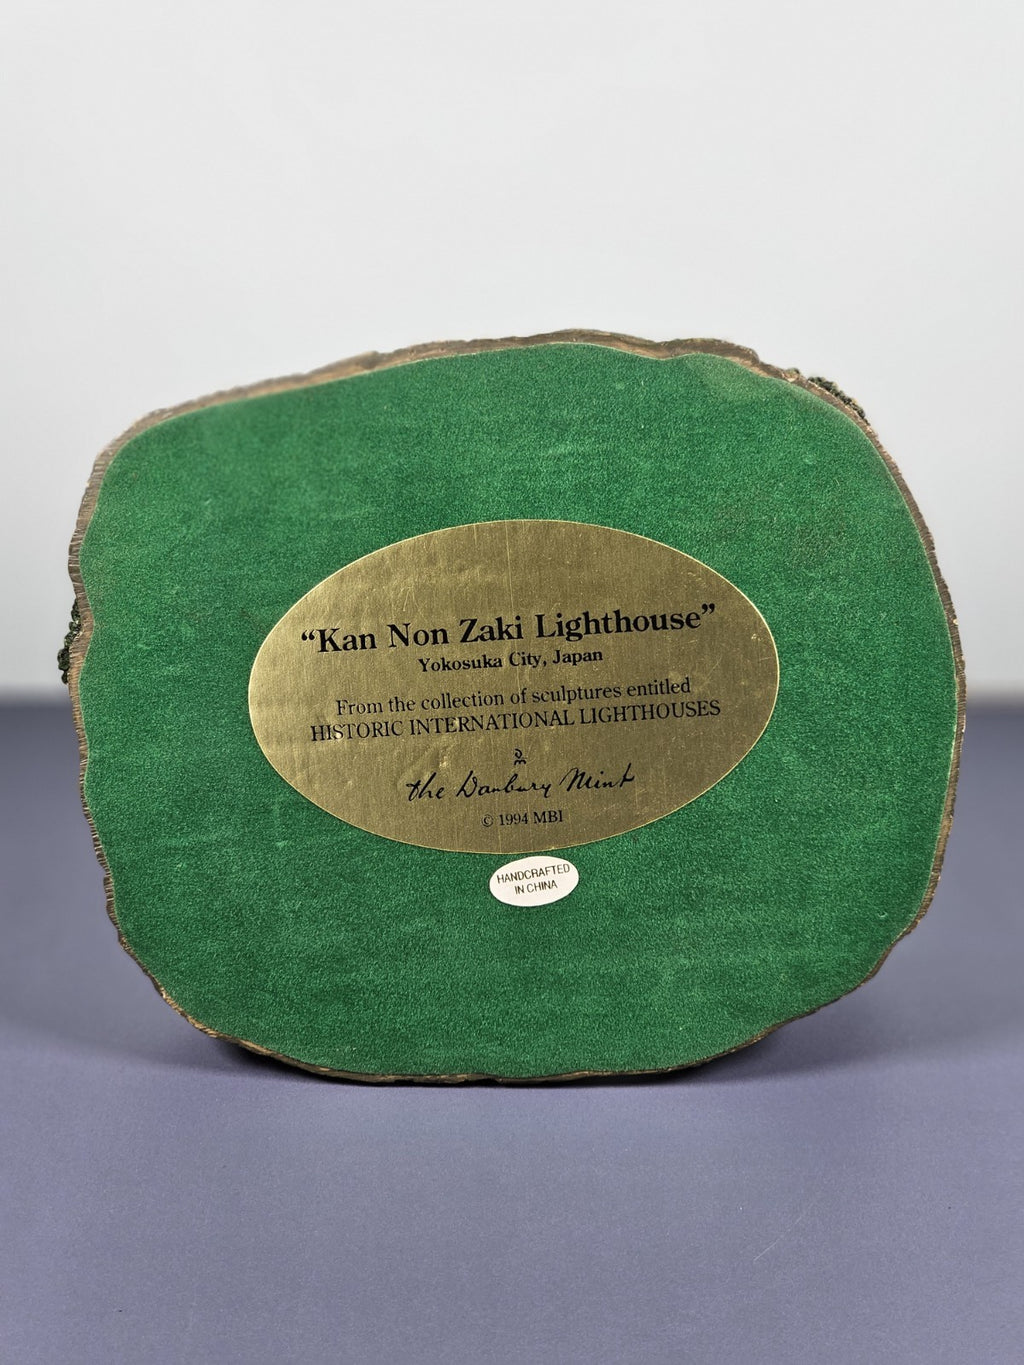 “Kan Non Zaki Lighthouse”
Yokosuka City, Japan
From the collection of sculptures entitled
HISTORIC INTERNATIONAL LIGHTHOUSES
the Danbury Mint
© 1994 MBI
HANDCRAFTED
IN CHINA